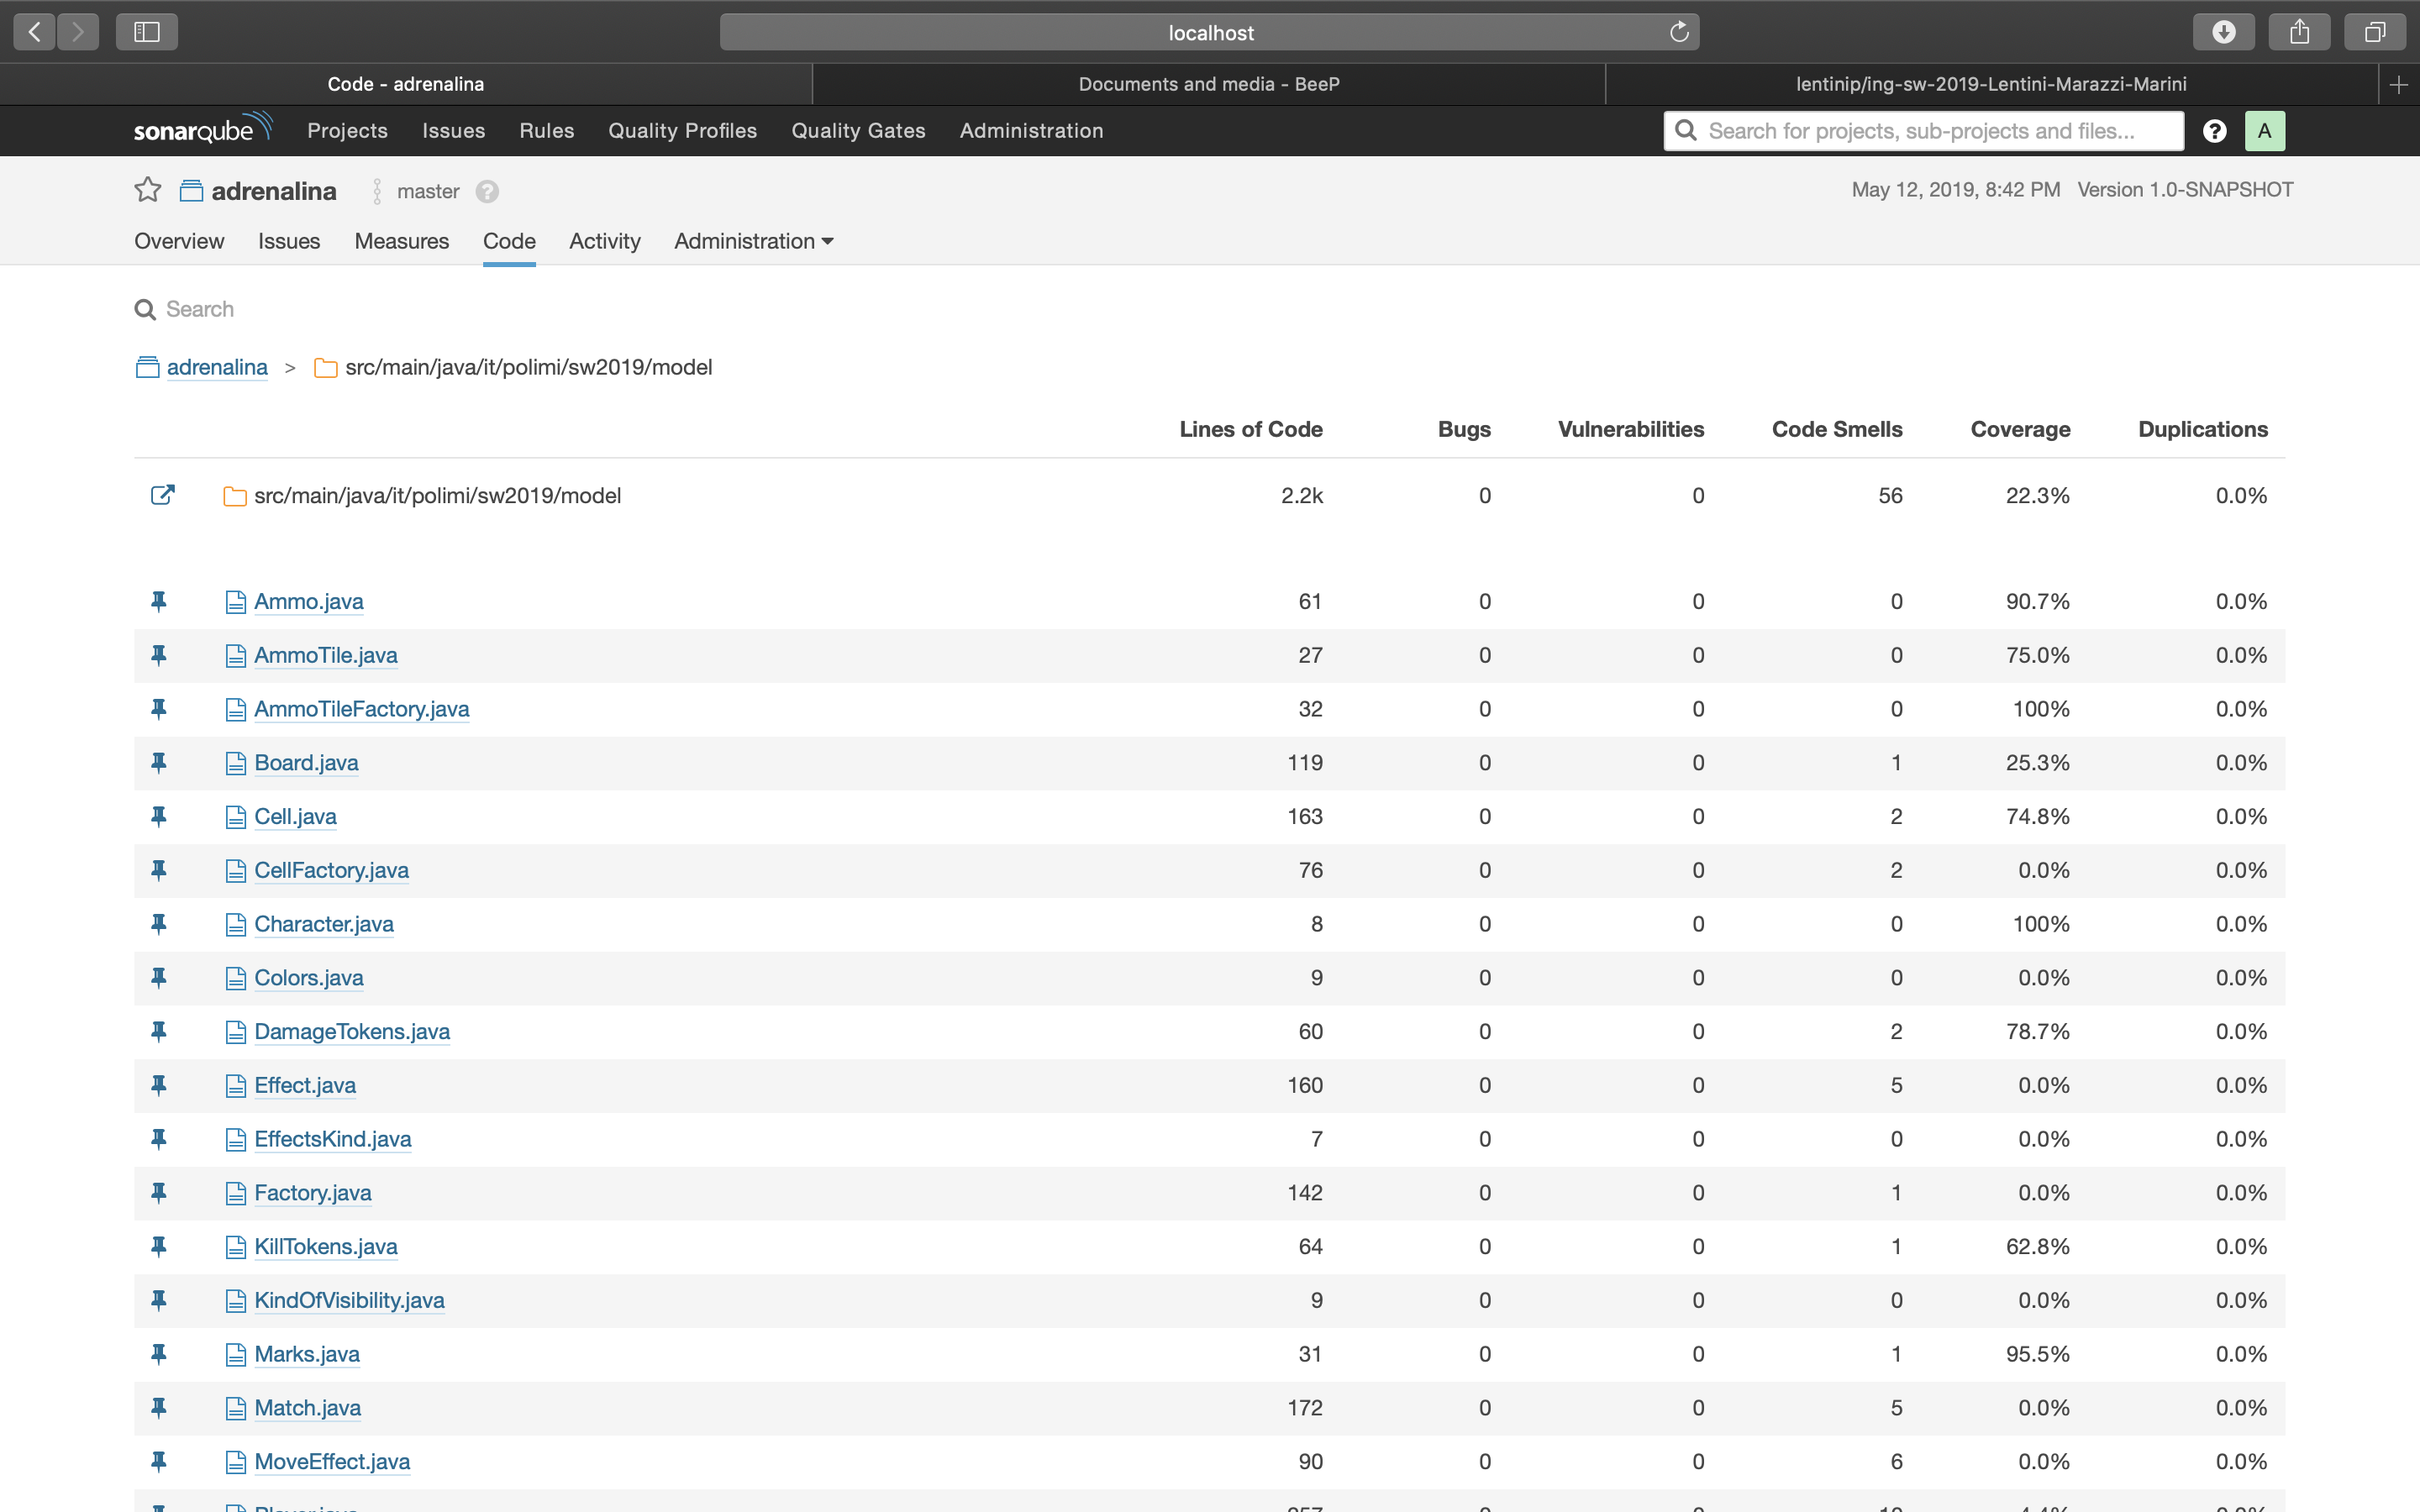 localhost
Code - adrenalina
Documents and media - BeeP
lentinip/ing-sw-2019-Lentini-Marazzi-Marini
sonarqube Projects Issues Rules Quality Profiles Quality Gates Administration Search for projects, sub-projects and files... ? A
adrenalina master ? May 12, 2019, 8:42 PM Version 1.0-SNAPSHOT
Overview Issues Measures Code Activity Administration
Search
adrenalina > src/main/java/it/polimi/sw2019/model
Lines of Code Bugs Vulnerabilities Code Smells Coverage Duplications
src/main/java/it/polimi/sw2019/model 2.2k 0 0 56 22.3% 0.0%
Ammo.java 61 0 0 0 90.7% 0.0%
AmmoTile.java 27 0 0 0 75.0% 0.0%
AmmoTileFactory.java 32 0 0 0 100% 0.0%
Board.java 119 0 0 1 25.3% 0.0%
Cell.java 163 0 0 2 74.8% 0.0%
CellFactory.java 76 0 0 2 0.0% 0.0%
Character.java 8 0 0 0 100% 0.0%
Colors.java 9 0 0 0 0.0% 0.0%
DamageTokens.java 60 0 0 2 78.7% 0.0%
Effect.java 160 0 0 5 0.0% 0.0%
EffectsKind.java 7 0 0 0 0.0% 0.0%
Factory.java 142 0 0 1 0.0% 0.0%
KillTokens.java 64 0 0 1 62.8% 0.0%
KindOfVisibility.java 9 0 0 0 0.0% 0.0%
Marks.java 31 0 0 1 95.5% 0.0%
Match.java 172 0 0 5 0.0% 0.0%
MoveEffect.java 90 0 0 6 0.0% 0.0%